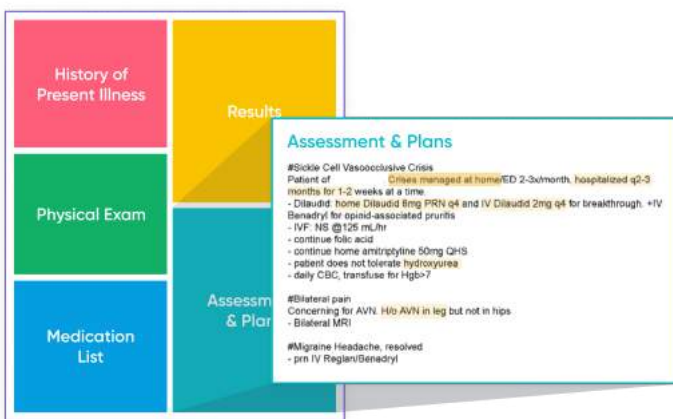 History of
Present Illness
Results
Physical Exam
Medication
List
Assessm
& Plan
Assessment & Plans
#Sickle Cell Vasoocclusive Crisis
Patient of Crises managed at home/ED 2-3x/month, hospitalized q2-3
months for 1-2 weeks at a time
- Dilaudid: home Dilaudid 6mg PRN q4 and IV Dilaudid 2mg q4 for breakthrough. +IV
Benadryl for opioid-associated pruritis
- IVF: NS @125 mL/hr
- continue folic acid
- continue home amitriptyline 50mg QHS
- patient does not tolerate hydroxyurea
- daily CBC, transfuse for Hgb>7
#Bilateral pain
Concerning for AVN. H/o AVN in leg but not in hips
- Bilateral MRI
#Migraine Headache, resolved
- prn IV Reglan/Benadryl